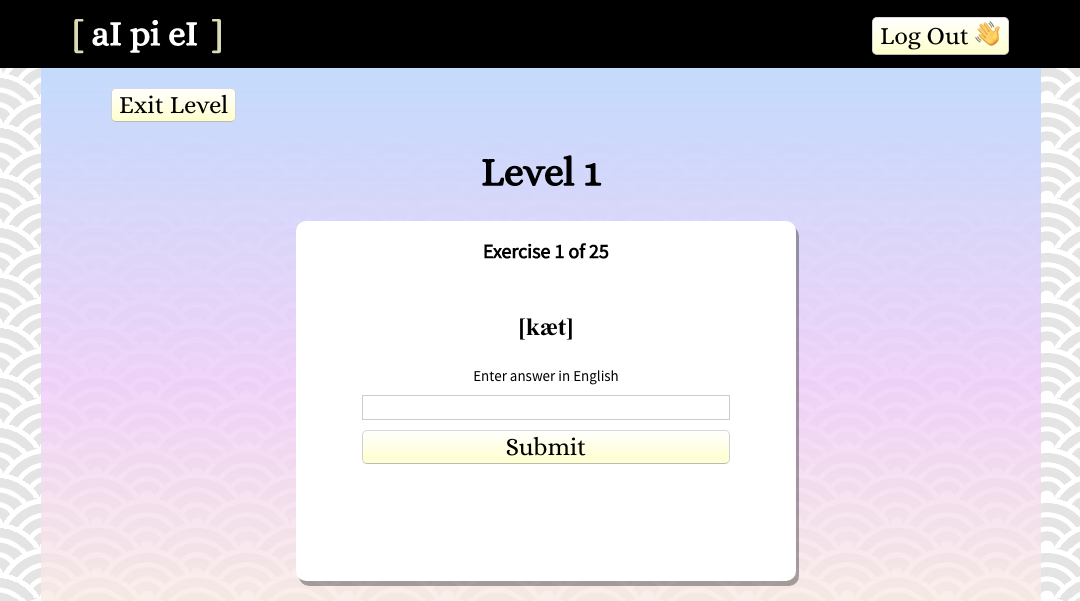 [ aI pi eI ]
Log Out 👋
Exit Level
Level 1
Exercise 1 of 25
[kæt]
Enter answer in English
Submit